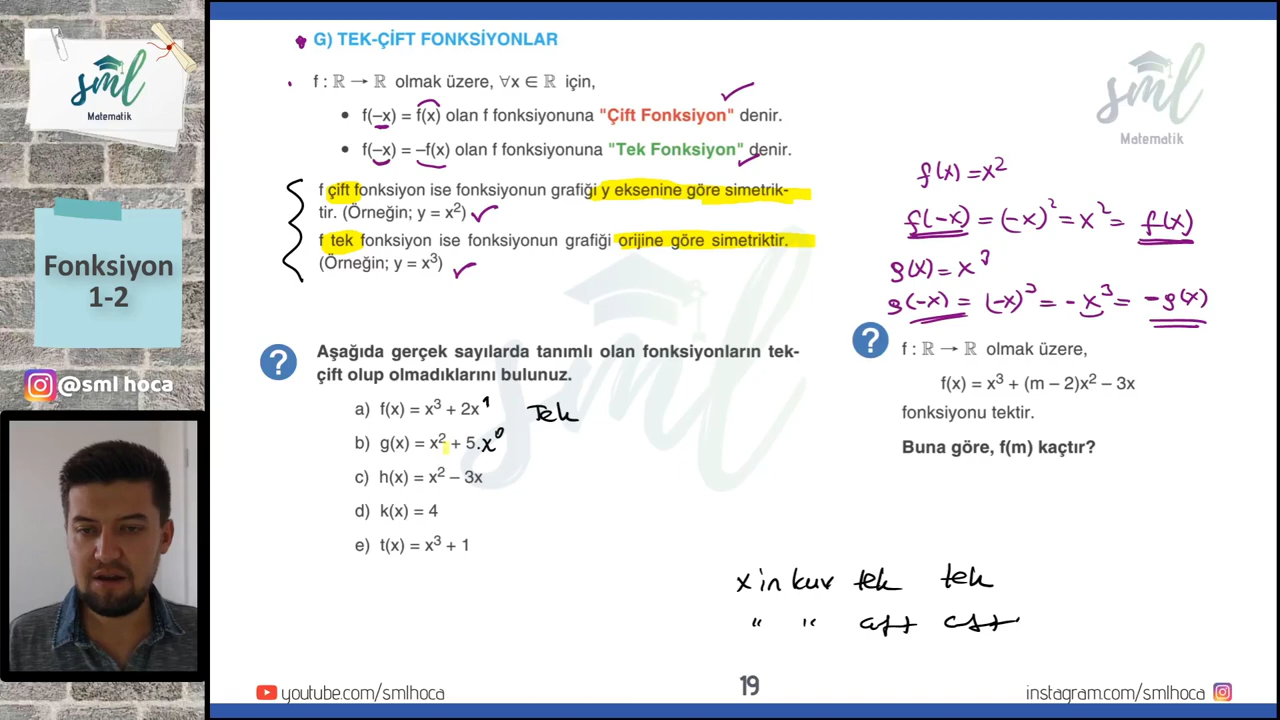 sml
Matematik
Fonksiyon
1-2
@sml hoca
G) TEK-ÇİFT FONKSİYONLAR
f : ℝ → ℝ olmak üzere, ∀x ∈ ℝ için,
• f(–x) = f(x) olan f fonksiyonuna "Çift Fonksiyon" denir.
• f(–x) = –f(x) olan f fonksiyonuna "Tek Fonksiyon" denir.
f çift fonksiyon ise fonksiyonun grafiği y eksenine göre simetrik-
tir. (Örneğin; y = x²)
f tek fonksiyon ise fonksiyonun grafiği orijine göre simetriktir.
(Örneğin; y = x³)
? Aşağıda gerçek sayılarda tanımlı olan fonksiyonların tek-
çift olup olmadıklarını bulunuz.
a) f(x) = x³ + 2x¹ Tek
b) g(x) = x² + 5.x⁰
c) h(x) = x² – 3x
d) k(x) = 4
e) t(x) = x³ + 1
sml
Matematik
f(x) = x²
f(-x) = (-x)² = x² = f(x)
g(x) = x³
g(-x) = (-x)³ = -x³ = -g(x)
? f : ℝ → ℝ olmak üzere,
f(x) = x³ + (m – 2)x² – 3x
fonksiyonu tektir.
Buna göre, f(m) kaçtır?
x'in kuv tek tek
" " çift çift
sml
youtube.com/smlhoca
19
instagram.com/smlhoca